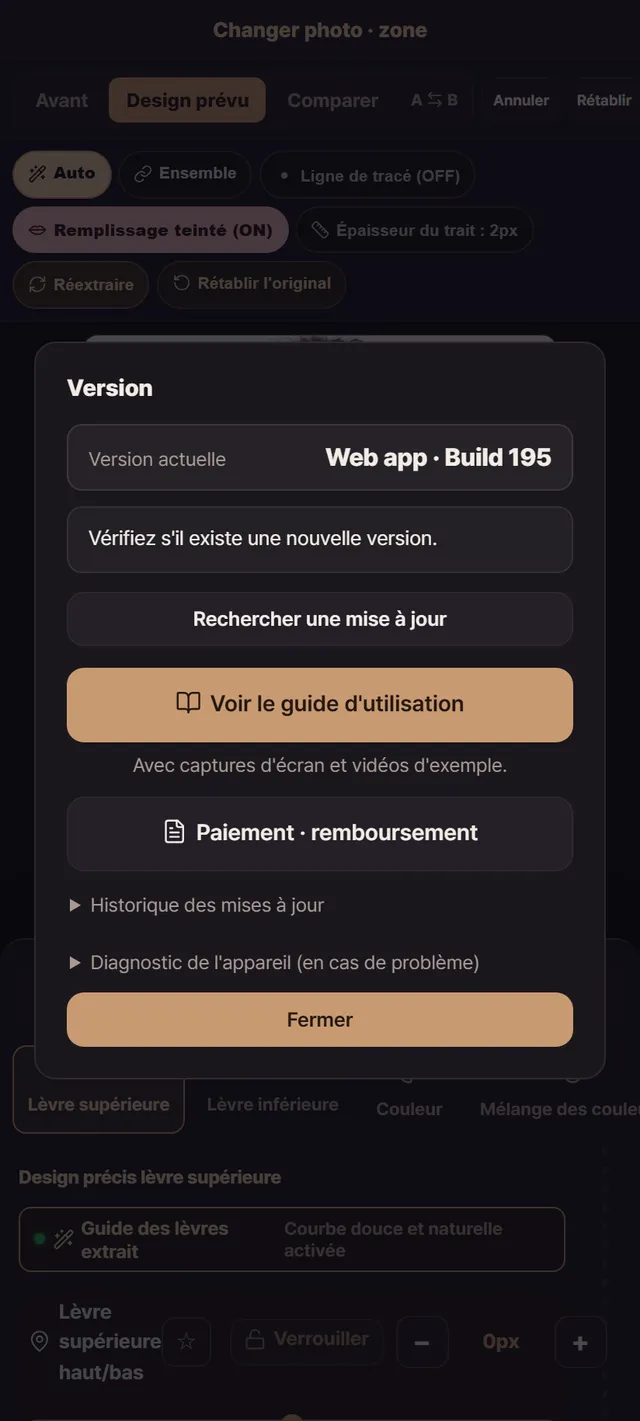 Changer photo · zone
Avant
Design prévu
Comparer
A ⇆ B
Annuler
Rétablir
Auto
Ensemble
Ligne de tracé (OFF)
Remplissage teinté (ON)
Épaisseur du trait : 2px
Réextraire
Rétablir l'original
Version
Version actuelle
Web app · Build 195
Vérifiez s'il existe une nouvelle version.
Rechercher une mise à jour
Voir le guide d'utilisation
Avec captures d'écran et vidéos d'exemple.
Paiement · remboursement
Historique des mises à jour
Diagnostic de l'appareil (en cas de problème)
Fermer
Lèvre supérieure
Lèvre inférieure
Couleur
Mélange des couleu
Design précis lèvre supérieure
Guide des lèvres
extrait
Courbe douce et naturelle
activée
Lèvre
supérieure
haut/bas
Verrouiller
−
0px
+